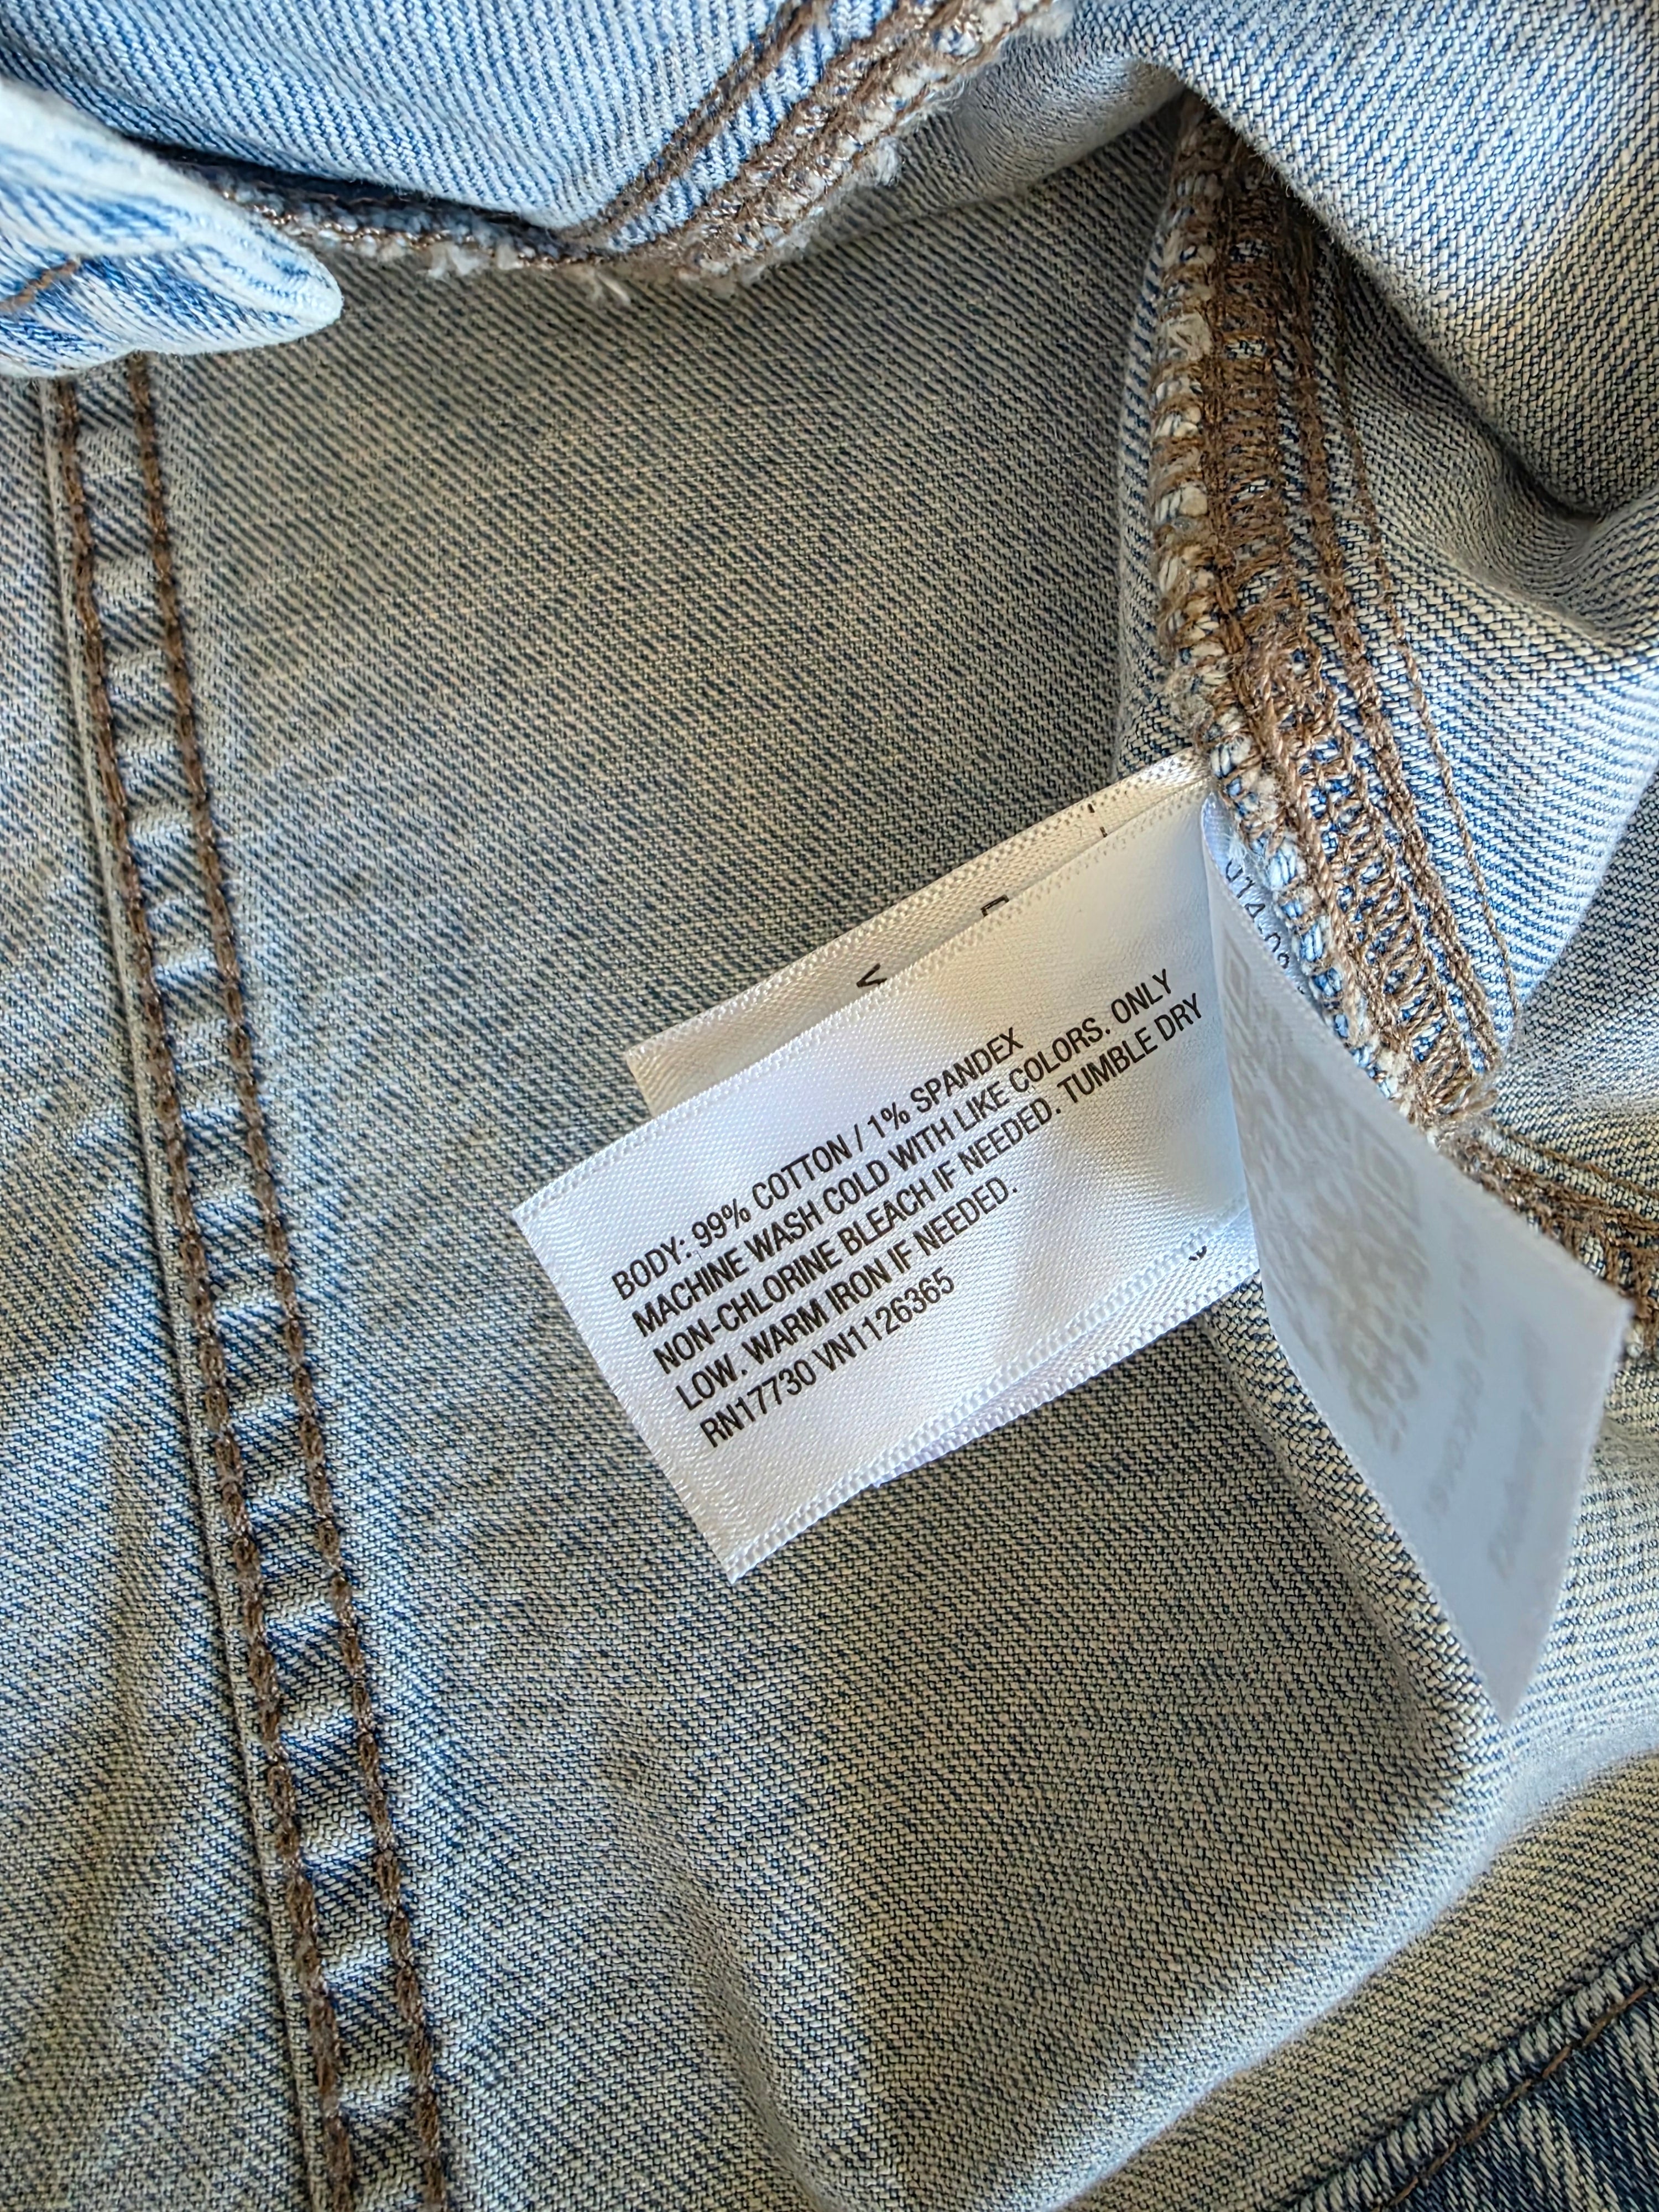 BODY: 99% COTTON / 1% SPANDEX
MACHINE WASH COLD WITH LIKE COLORS. ONLY
NON-CHLORINE BLEACH IF NEEDED. TUMBLE DRY
LOW. WARM IRON IF NEEDED.
RN17730 VN1126365